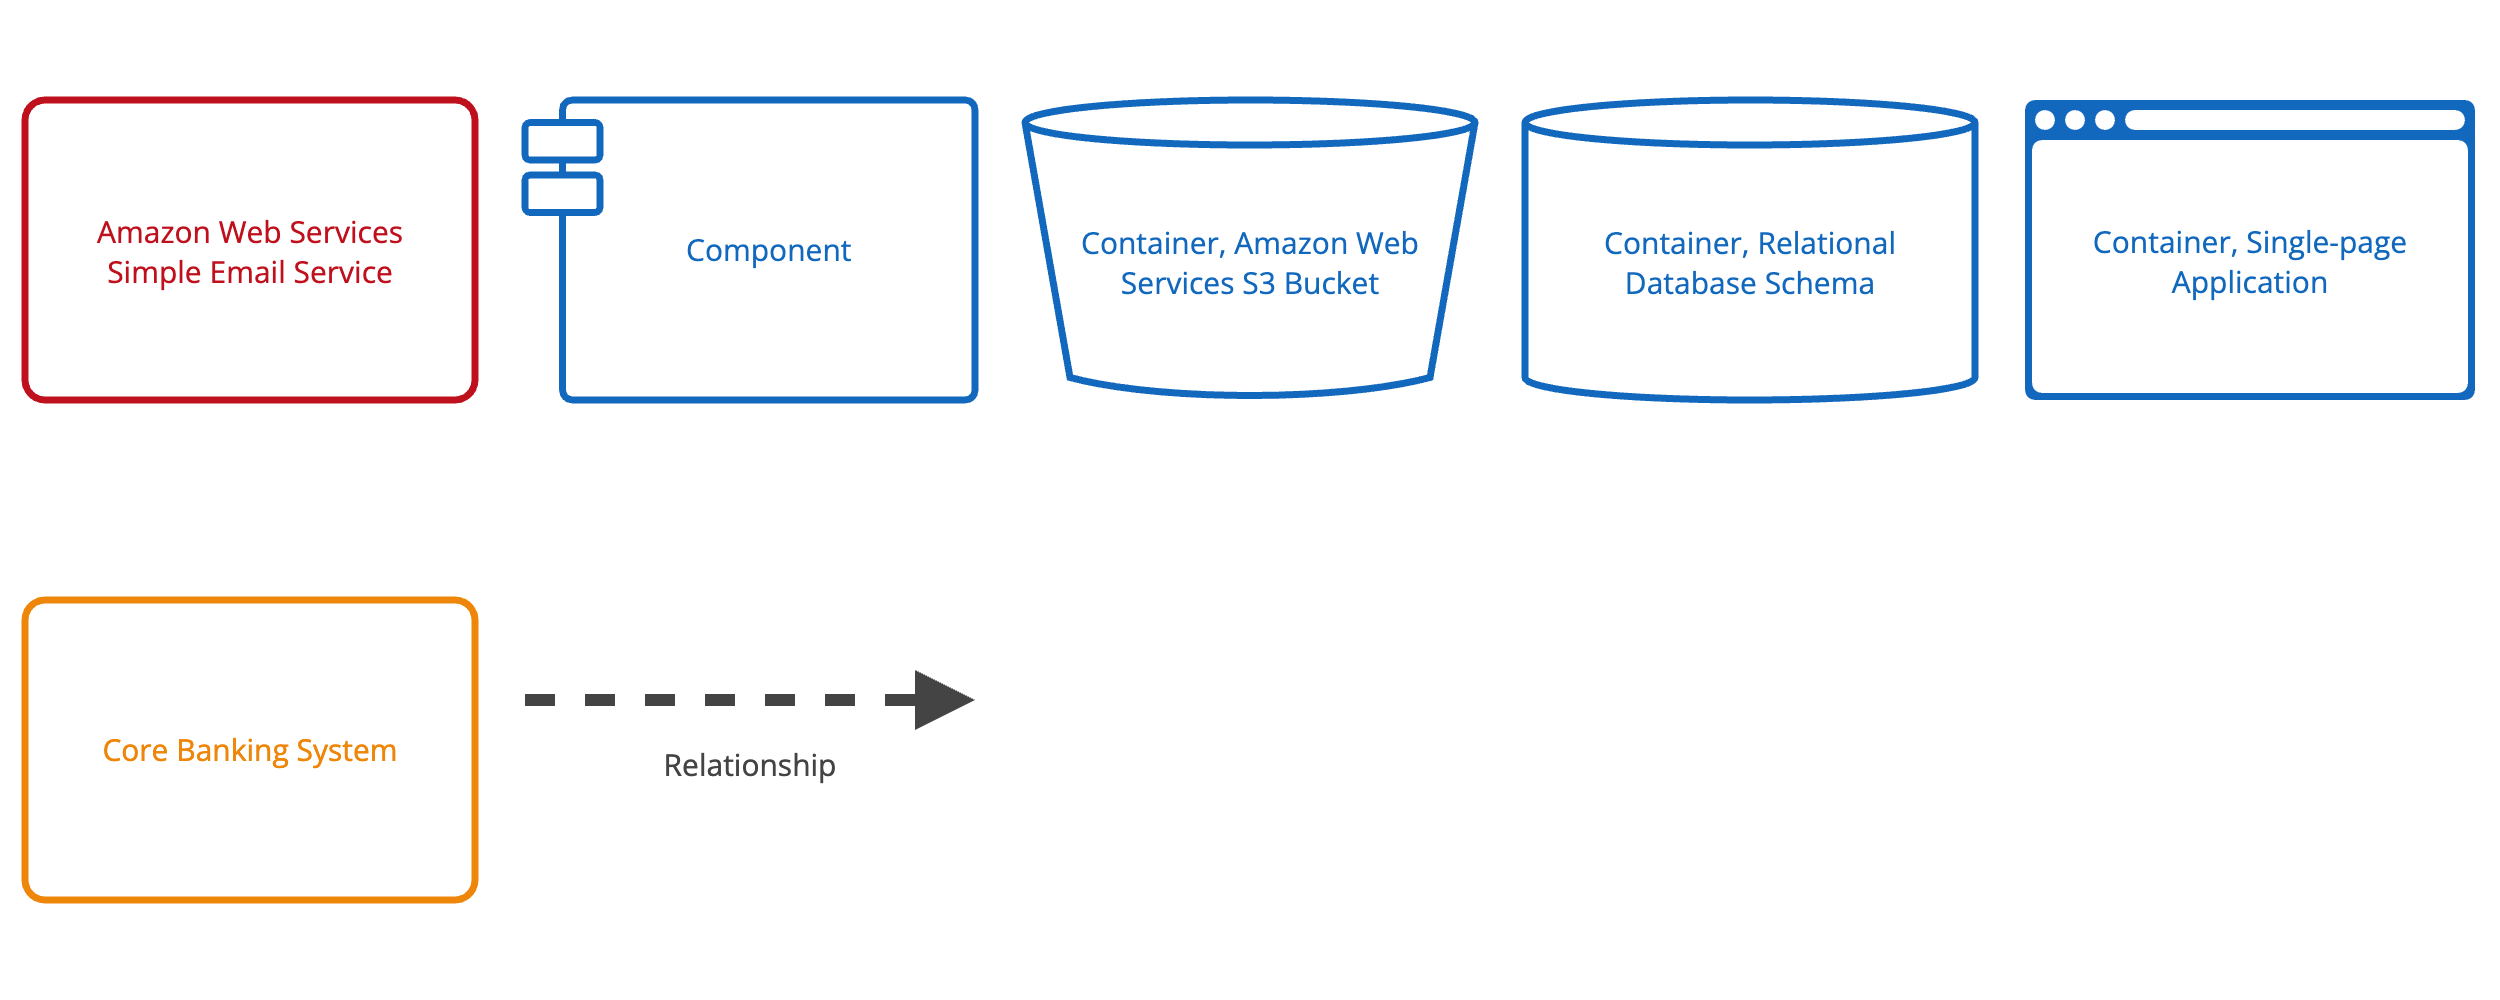 Amazon Web Services
Simple Email Service
Component
Container, Amazon Web
Services S3 Bucket
Container, Relational
Database Schema
Container, Single-page
Application
Core Banking System
Relationship